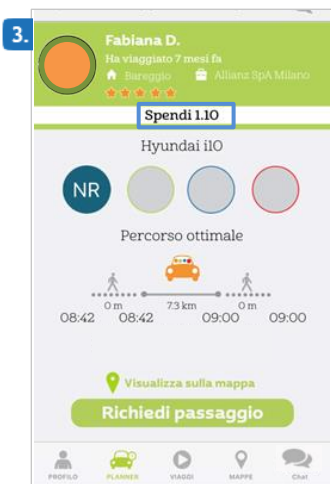 3.
Fabiana D.
Ha viaggiato 7 mesi fa
Bareggio Allianz SpA Milano
Spendi 1.10
Hyundai i10
NR
Percorso ottimale
0 m 7.3 km 0 m
08:42 08:42 09:00 09:00
Visualizza sulla mappa
Richiedi passaggio
PROFILO PLANNER VIAGGI MAPPE Chat